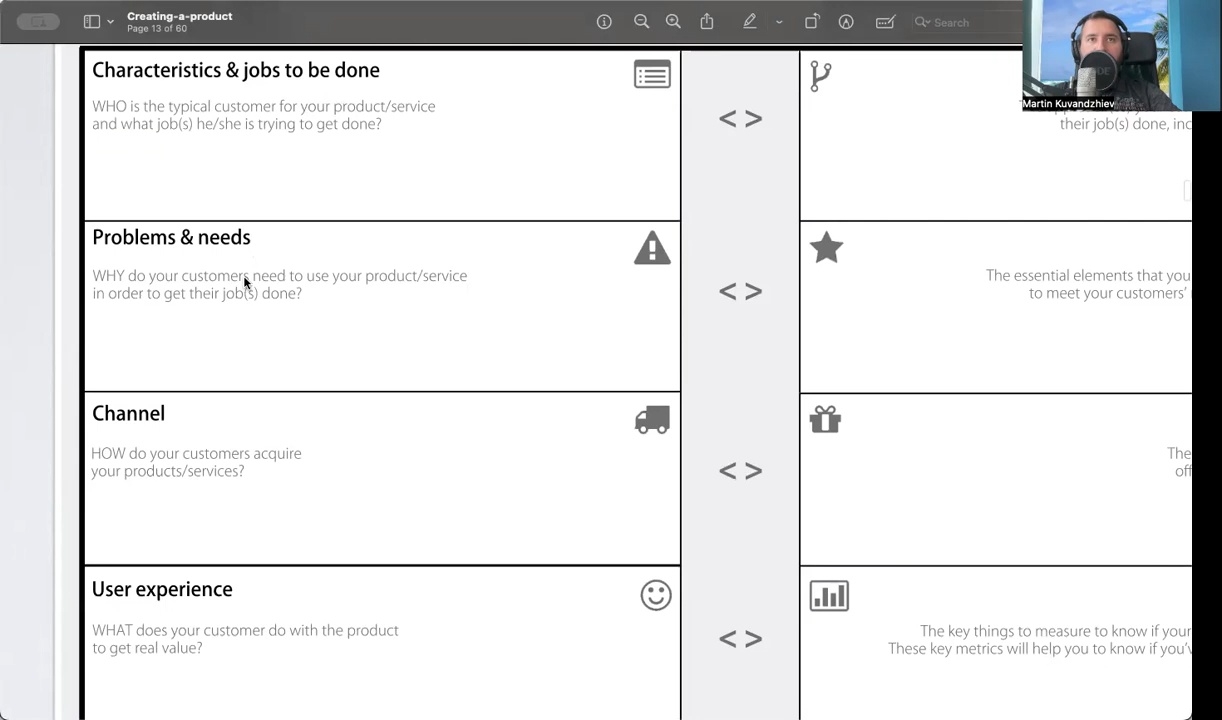 Creating-a-product
Page 13 of 60
Search
Martin Kuvandzhiev
Characteristics & jobs to be done
WHO is the typical customer for your product/service
and what job(s) he/she is trying to get done?
< >
their job(s) done, inc
Problems & needs
WHY do your customers need to use your product/service
in order to get their job(s) done?
< >
The essential elements that you
to meet your customers'
Channel
HOW do your customers acquire
your products/services?
< >
The
off
User experience
WHAT does your customer do with the product
to get real value?
< >
The key things to measure to know if your
These key metrics will help you to know if you'v